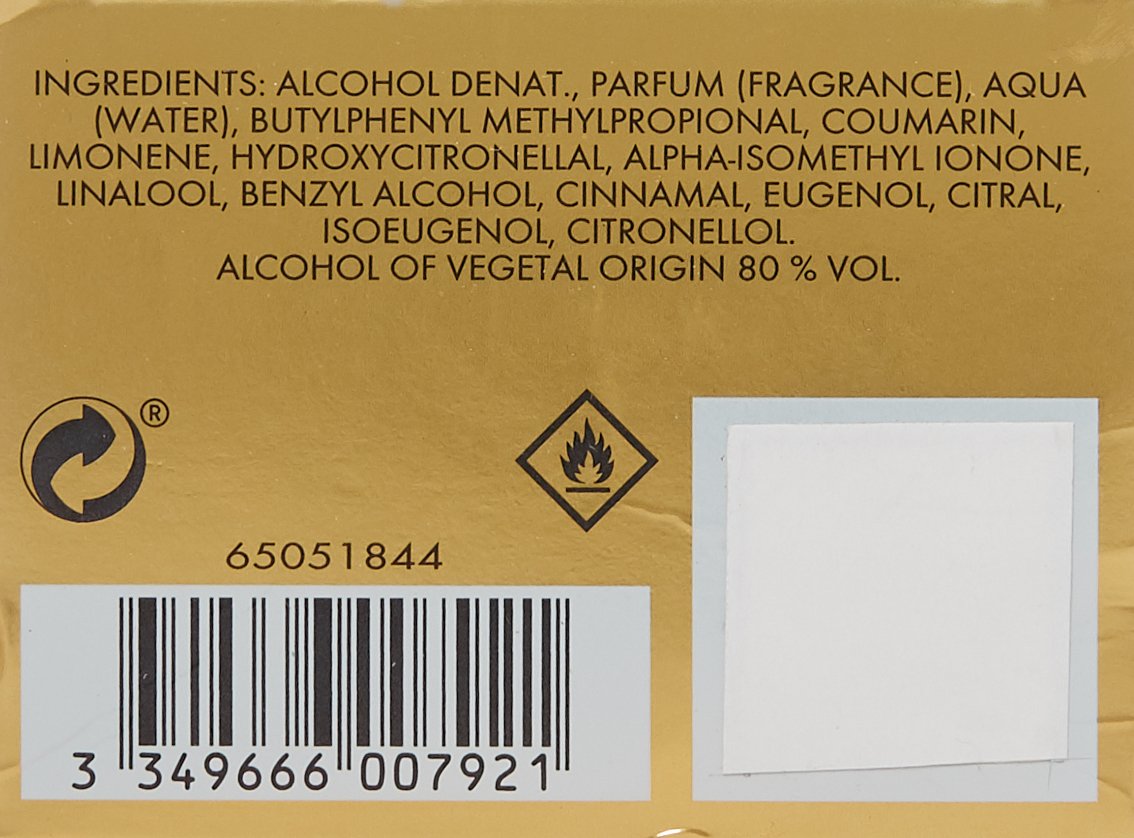 INGREDIENTS: ALCOHOL DENAT., PARFUM (FRAGRANCE), AQUA
(WATER), BUTYLPHENYL METHYLPROPIONAL, COUMARIN,
LIMONENE, HYDROXYCITRONELLAL, ALPHA-ISOMETHYL IONONE,
LINALOOL, BENZYL ALCOHOL, CINNAMAL, EUGENOL, CITRAL,
ISOEUGENOL, CITRONELLOL.
ALCOHOL OF VEGETAL ORIGIN 80 % VOL.
®
65051844
3 349666 007921